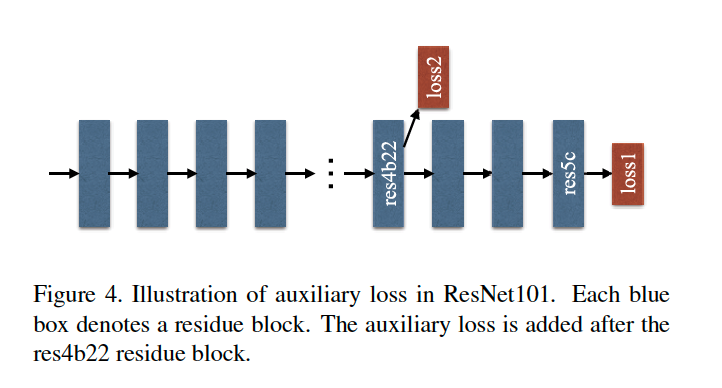 loss2
res4b22
res5c
loss1
Figure 4. Illustration of auxiliary loss in ResNet101. Each blue
box denotes a residue block. The auxiliary loss is added after the
res4b22 residue block.